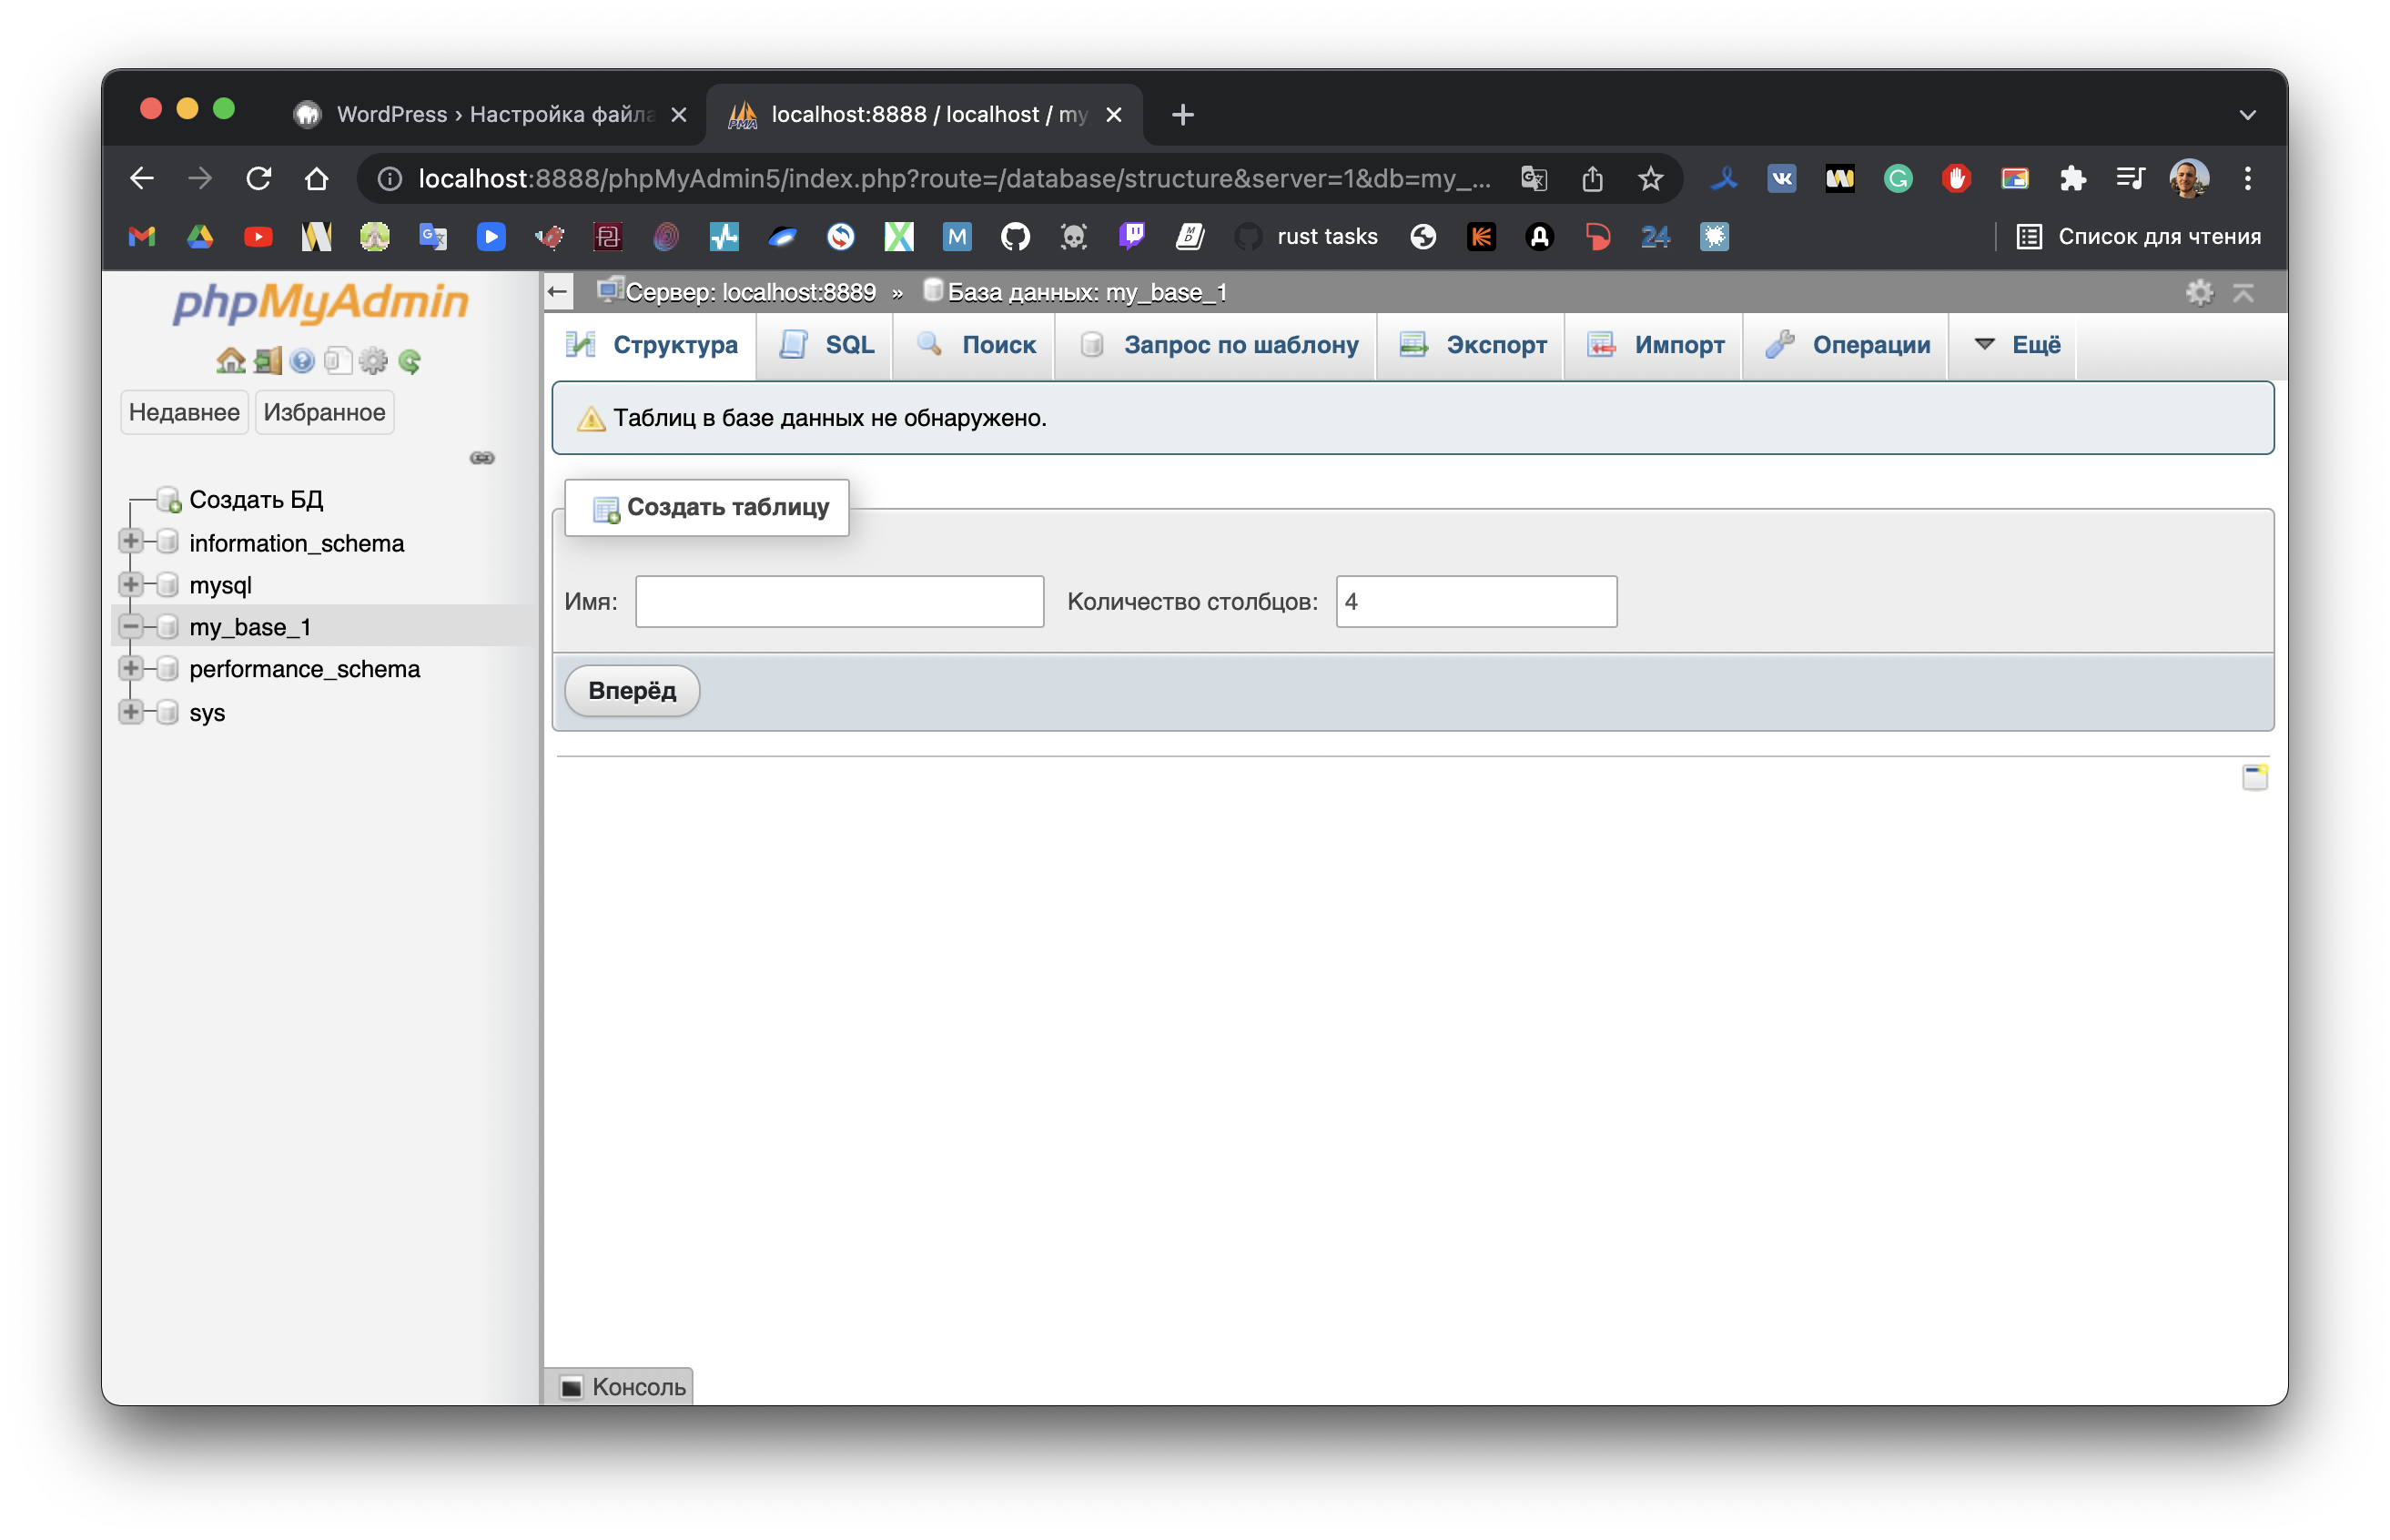 WordPress › Настройка файла
localhost:8888 / localhost / my
localhost:8888/phpMyAdmin5/index.php?route=/database/structure&server=1&db=my_...
rust tasks
24
Список для чтения
phpMyAdmin
Сервер: localhost:8889 » База данных: my_base_1
Структура SQL Поиск Запрос по шаблону Экспорт Импорт Операции Ещё
Недавнее Избранное
Таблиц в базе данных не обнаружено.
Создать БД
information_schema
mysql
my_base_1
performance_schema
sys
Создать таблицу
Имя: Количество столбцов: 4
Вперёд
Консоль